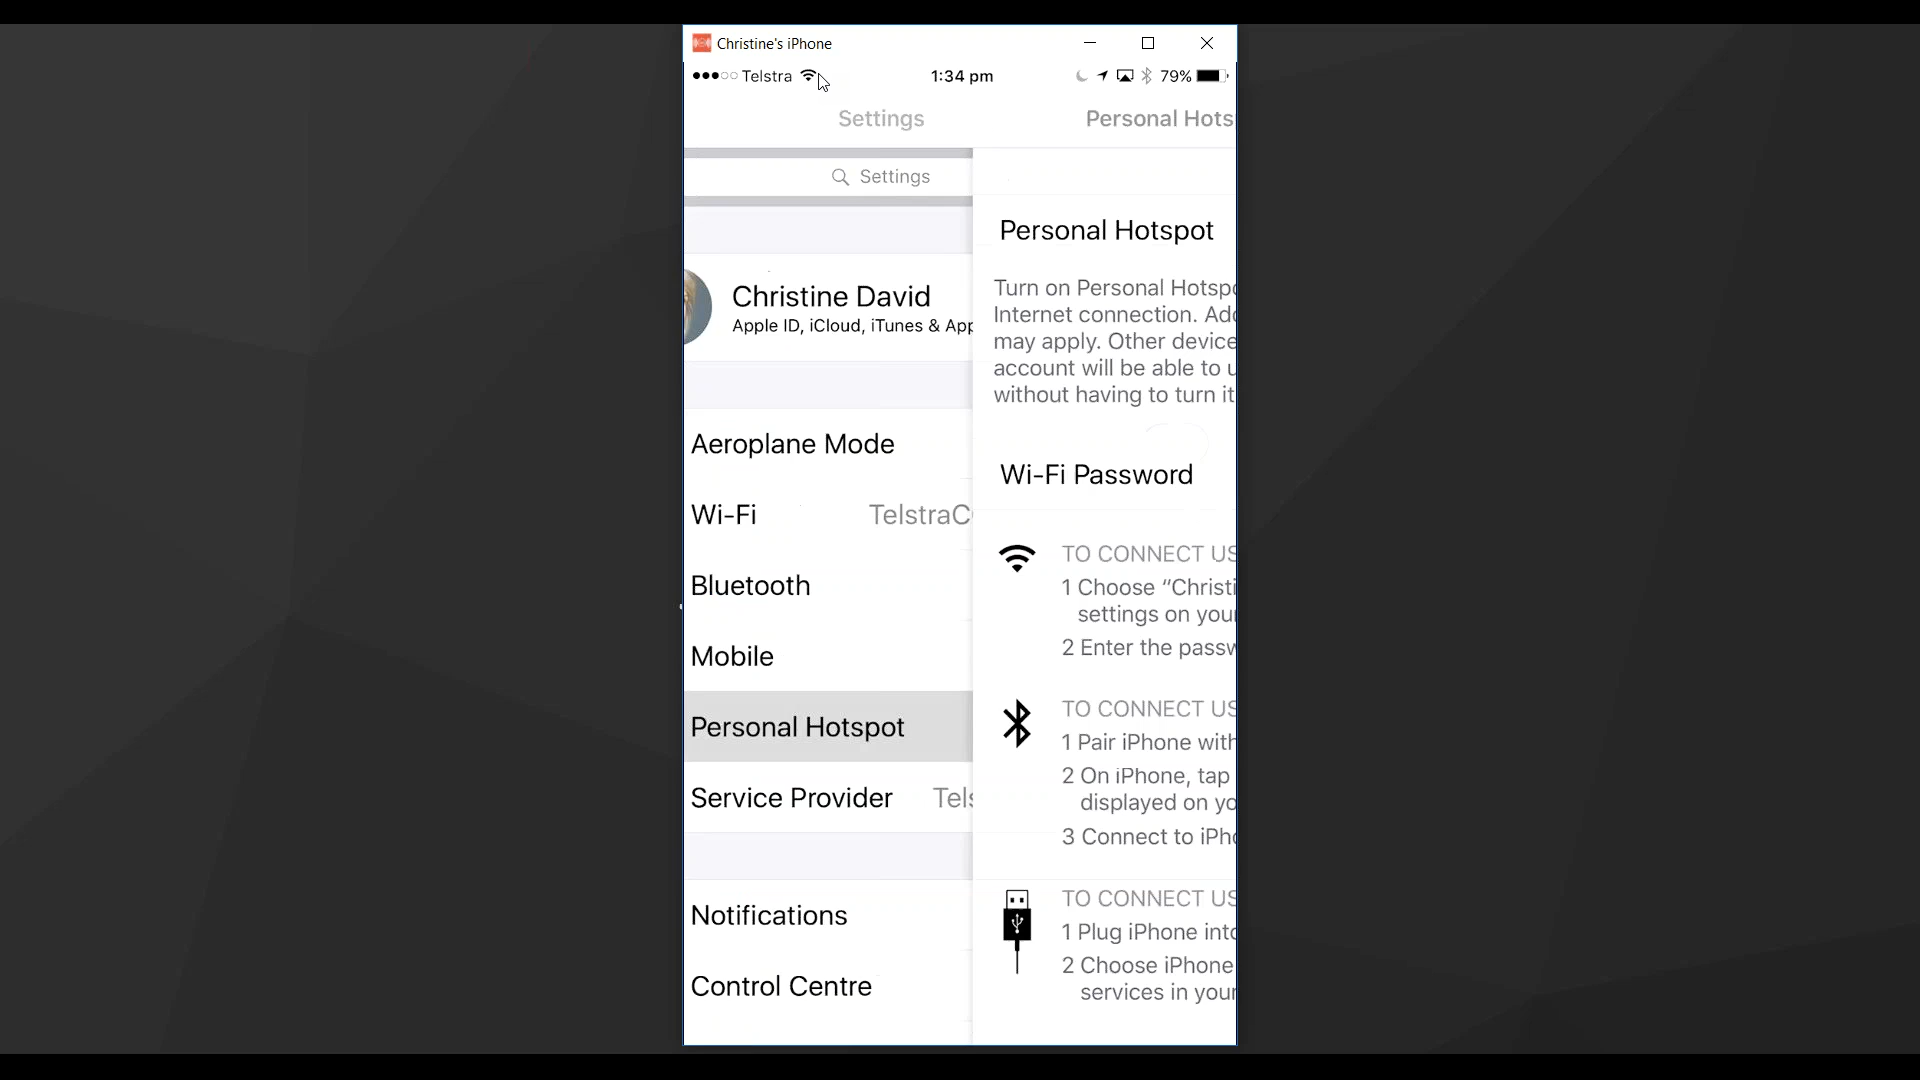 Christine's iPhone
Telstra
1:34 pm
79%
Settings
Personal Hots
Settings
Christine David
Apple ID, iCloud, iTunes & App
Aeroplane Mode
Wi-Fi
TelstraC
Bluetooth
Mobile
Personal Hotspot
Service Provider
Tels
Notifications
Control Centre
Personal Hotspot
Turn on Personal Hotsp
Internet connection. Ad
may apply. Other device
account will be able to u
without having to turn it
Wi-Fi Password
TO CONNECT US
1 Choose “Christi
settings on your
2 Enter the passw
TO CONNECT US
1 Pair iPhone with
2 On iPhone, tap
displayed on yo
3 Connect to iPho
TO CONNECT US
1 Plug iPhone into
2 Choose iPhone
services in your